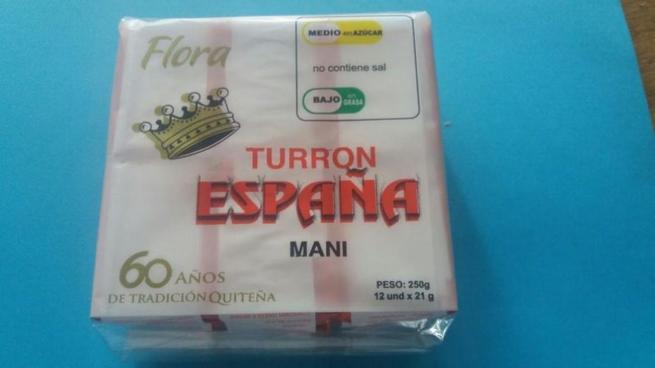 Flora
MEDIO en AZÚCAR
no contiene sal
BAJO en GRASA
TURRON
ESPAÑA
MANI
60 AÑOS
DE TRADICIÓN QUITEÑA
PESO: 250g
12 und x 21 g